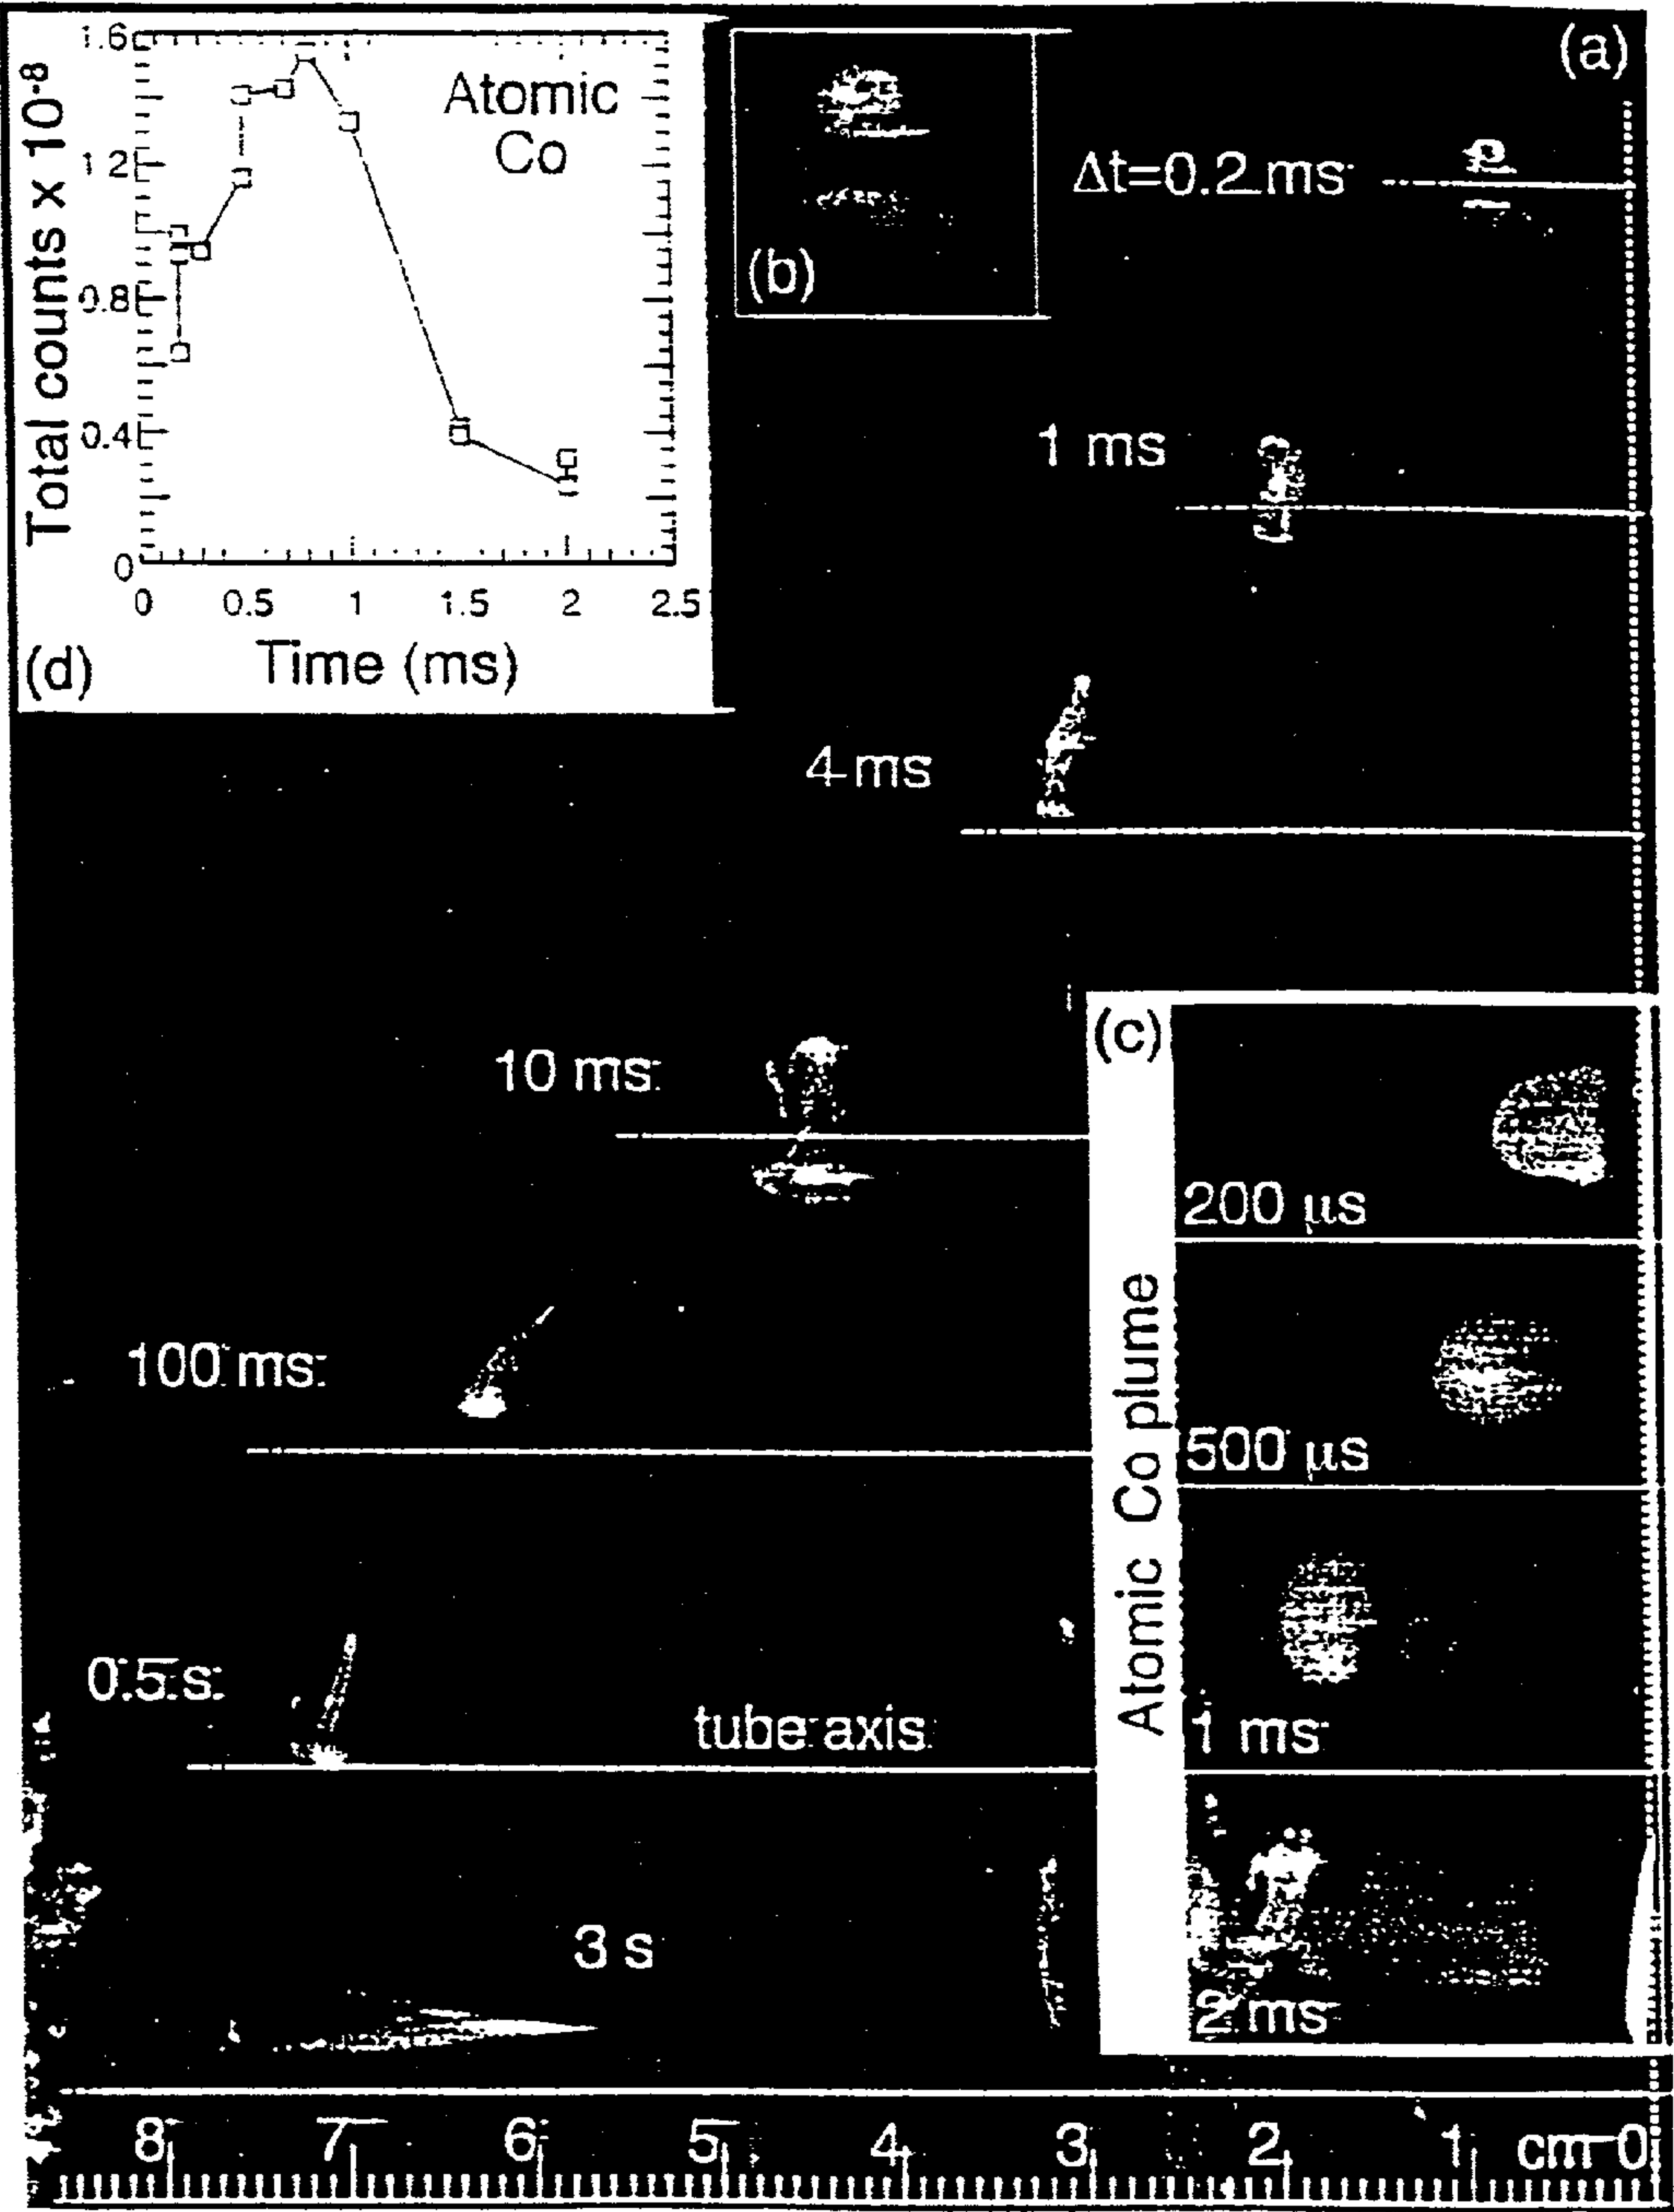 (a)
(b)
Δt=0.2 ms
1 ms
4 ms
10 ms
100 ms
0.5 s
tube axis
3 s
8 7 6 5 4 3 2 1 cm 0
(c)
Atomic Co plume
200 μs
500 μs
1 ms
2 ms
Total counts x 10-8
1.6
1.2
0.8
0.4
0
0 0.5 1 1.5 2 2.5
Time (ms)
Atomic
Co
(d)